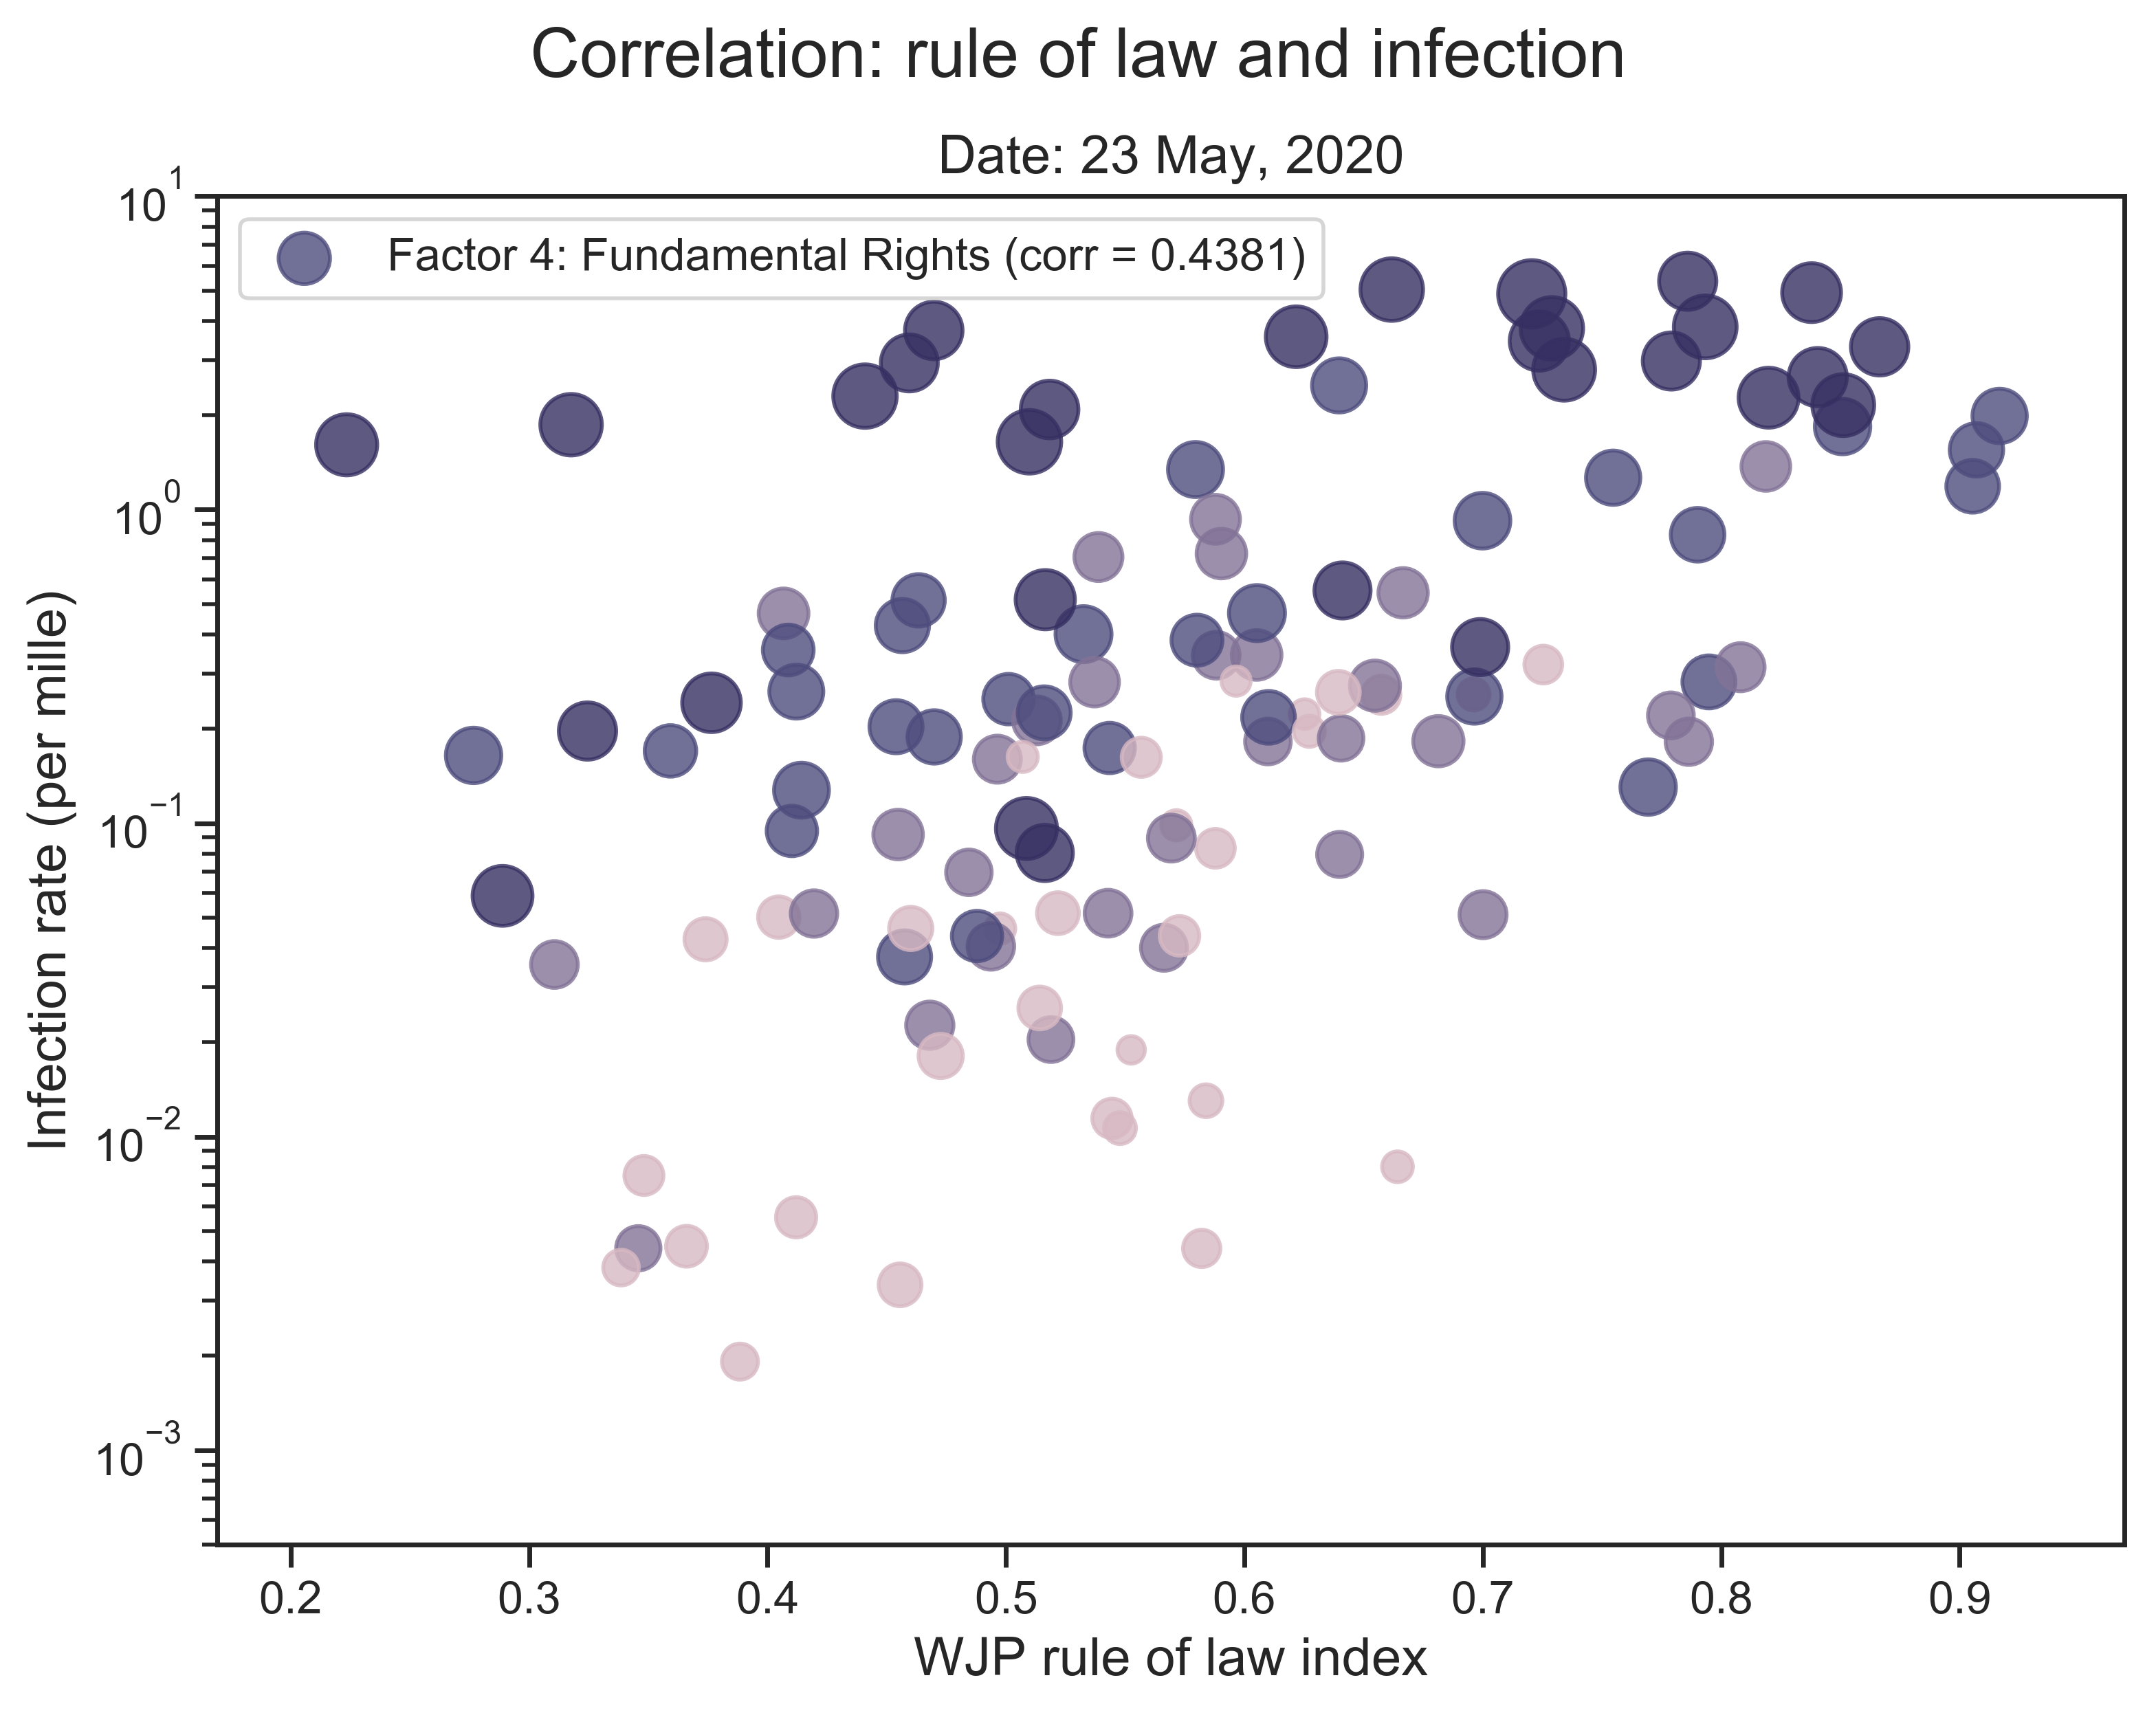 Correlation: rule of law and infection
Date: 23 May, 2020
Factor 4: Fundamental Rights (corr = 0.4381)
Infection rate (per mille)
10^1
10^0
10^−1
10^−2
10^−3
0.2 0.3 0.4 0.5 0.6 0.7 0.8 0.9
WJP rule of law index